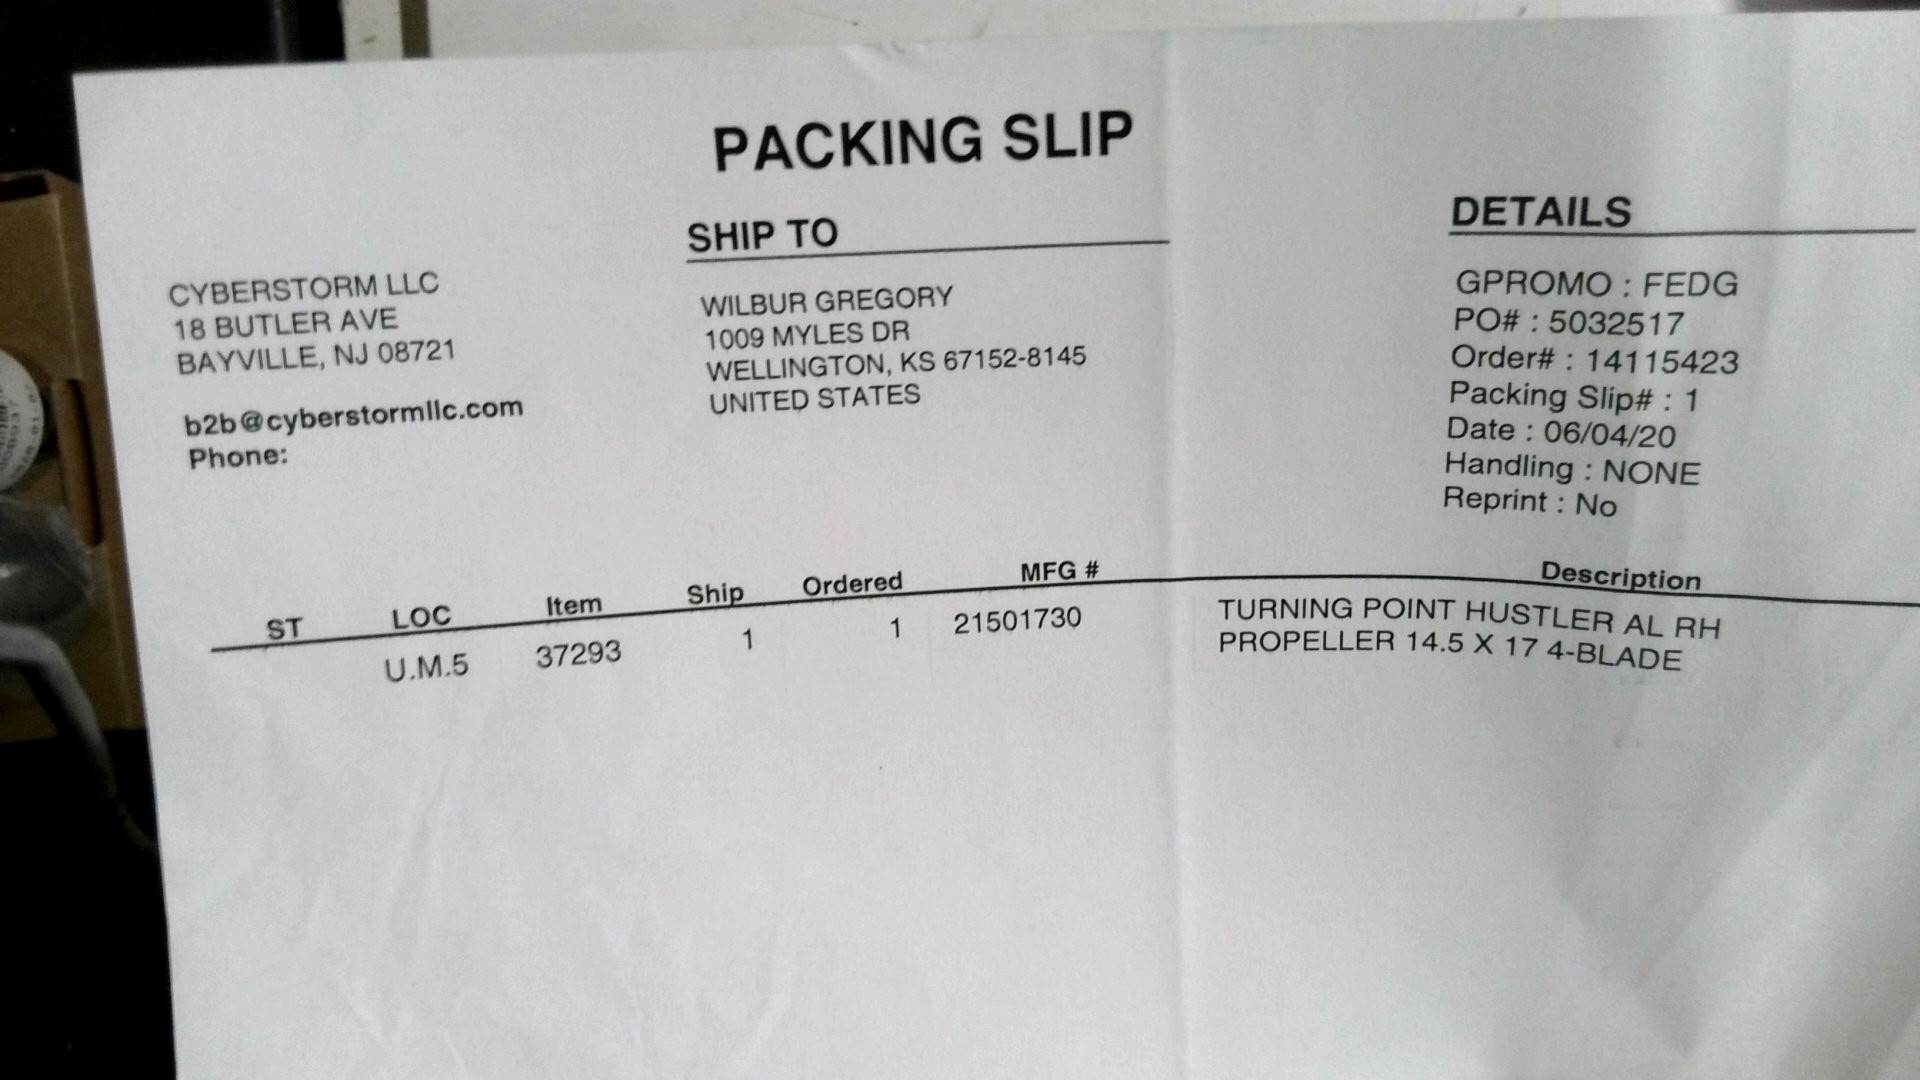 PACKING SLIP
CYBERSTORM LLC
18 BUTLER AVE
BAYVILLE, NJ 08721
b2b@cyberstormllc.com
Phone:
SHIP TO
WILBUR GREGORY
1009 MYLES DR
WELLINGTON, KS 67152-8145
UNITED STATES
DETAILS
GPROMO : FEDG
PO# : 5032517
Order# : 14115423
Packing Slip# : 1
Date : 06/04/20
Handling : NONE
Reprint : No
ST LOC Item Ship Ordered MFG # Description
U.M.5 37293 1 1 21501730 TURNING POINT HUSTLER AL RH
PROPELLER 14.5 X 17 4-BLADE